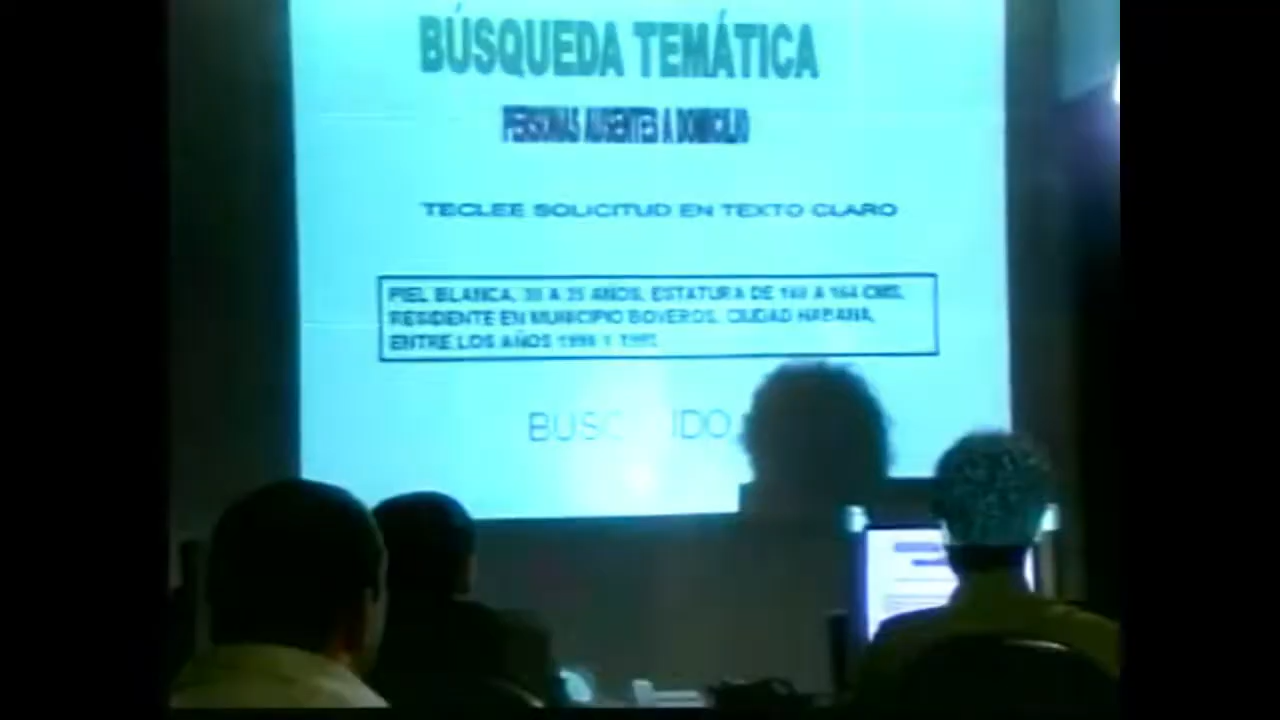 BÚSQUEDA TEMÁTICA
PERSONAS AUSENTES A DOMICILIO
TECLEE SOLICITUD EN TEXTO CLARO
PIEL BLANCA, A AÑOS, ESTATURA DE A CMS,
RESIDENTE EN MUNICIPIO BOYEROS, CIUDAD HABANA,
ENTRE LOS AÑOS Y